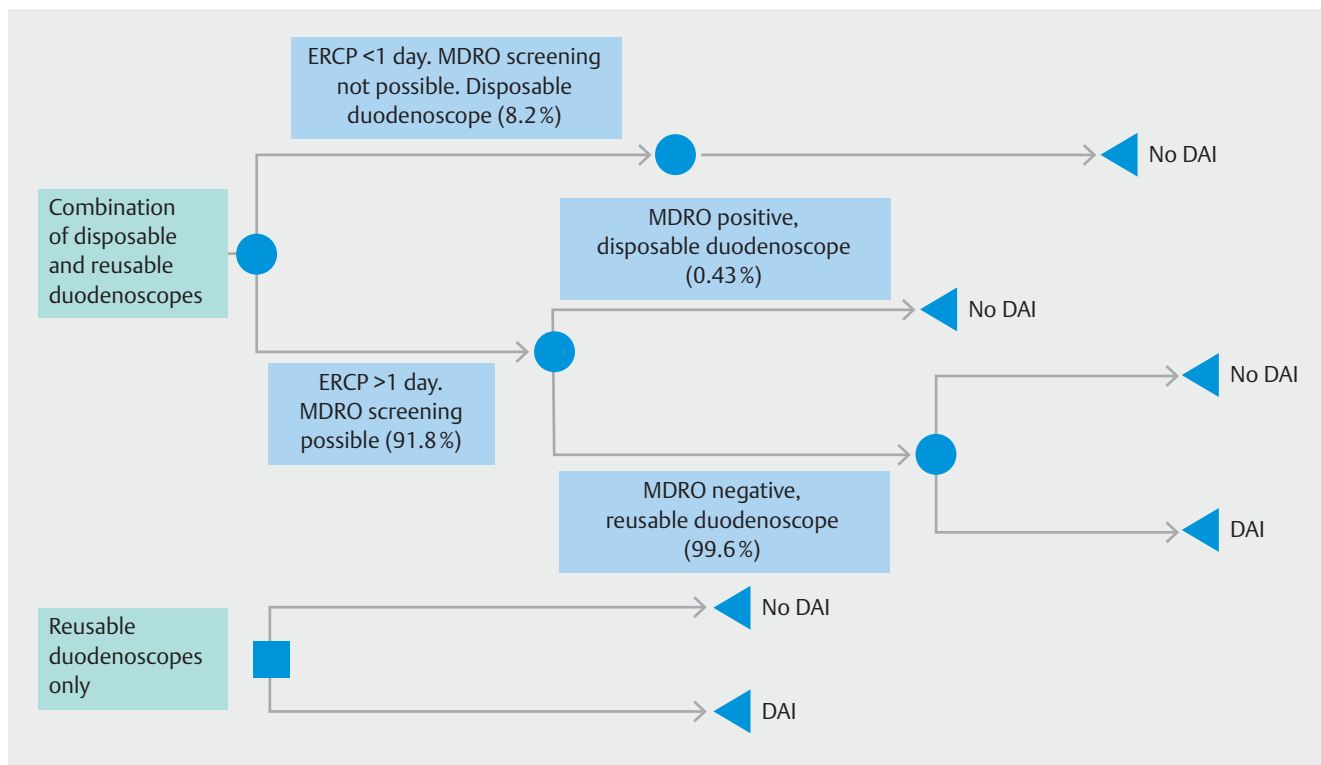 ERCP <1 day. MDRO screening
not possible. Disposable
duodenoscope (8.2%)
No DAI
Combination
of disposable
and reusable
duodenoscopes
MDRO positive,
disposable duodenoscope
(0.43%)
No DAI
ERCP >1 day.
MDRO screening
possible (91.8%)
No DAI
MDRO negative,
reusable duodenoscope
(99.6%)
DAI
Reusable
duodenoscopes
only
No DAI
DAI